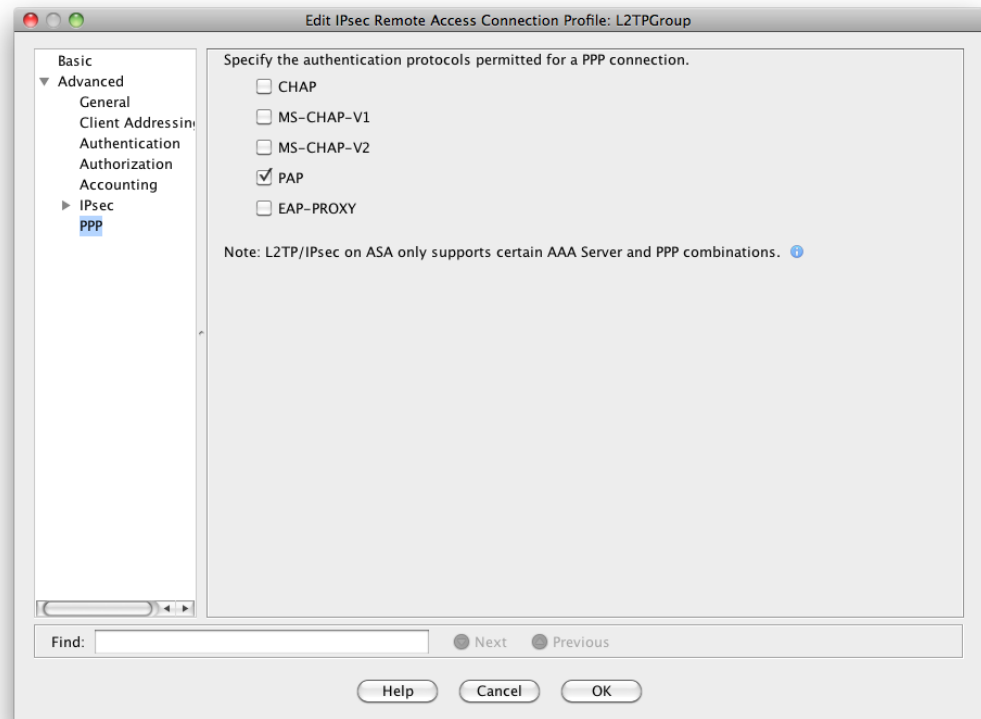 Edit IPsec Remote Access Connection Profile: L2TPGroup
Basic
Advanced
General
Client Addressin
Authentication
Authorization
Accounting
IPsec
PPP
Specify the authentication protocols permitted for a PPP connection.
CHAP
MS-CHAP-V1
MS-CHAP-V2
PAP
EAP-PROXY
Note: L2TP/IPsec on ASA only supports certain AAA Server and PPP combinations.
Find:
Next
Previous
Help
Cancel
OK